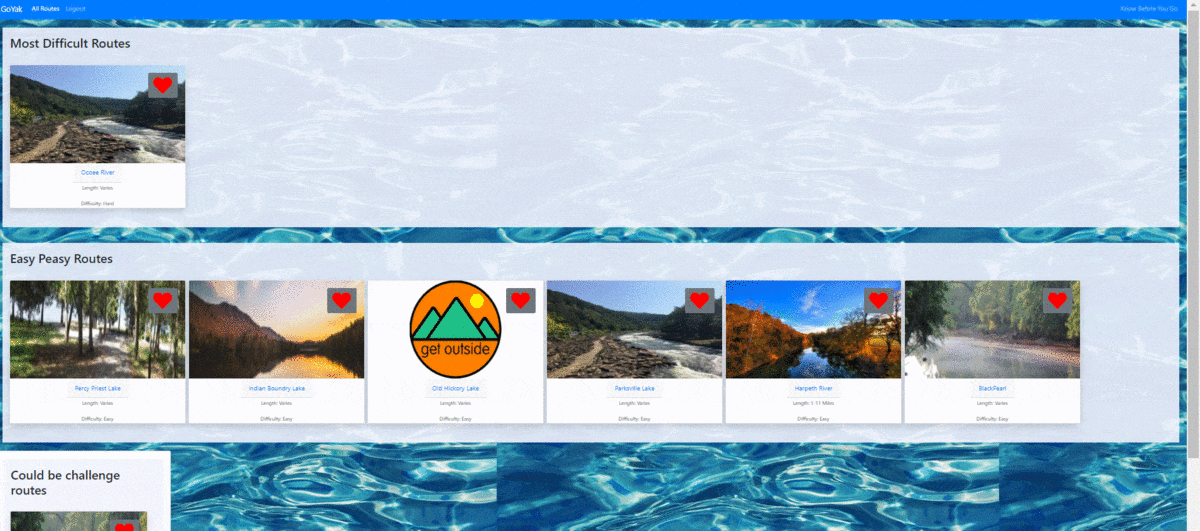 GoYak All Routes Logout Know Before You Go
Most Difficult Routes
Ocoee River
Length: Varies
Difficulty: Hard
Easy Peasy Routes
get outside
Percy Priest Lake
Indian Boundry Lake
Old Hickory Lake
Parksville Lake
Harpeth River
BlackPearl
Length: Varies
Length: Varies
Length: Varies
Length: Varies
Length: 1-11 Miles
Length: Varies
Difficulty: Easy
Difficulty: Easy
Difficulty: Easy
Difficulty: Easy
Difficulty: Easy
Difficulty: Easy
Could be challenge
routes